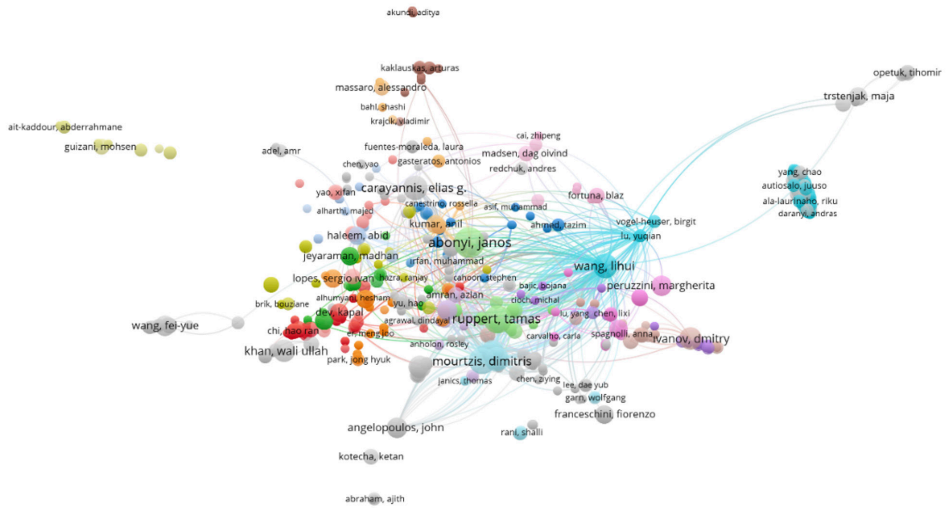 akundi, aditya
kaklauskas, arturas
opetuk, tihomir
massaro, alessandro
trstenjak, maja
bahl, shashi
krajcik, vladimir
ait-kaddour, abderrahmane
cai, zhipeng
guizani, mohsen
adel, amr
fuentes-moraleda, laura
madsen, dag oivind
chen, yao
gasteratos, antonios
redchuk, andres
yang, chao
yao, xifan
carayannis, elias g.
fortuna, blaz
autiosalo, juuso
canestrino, rossella
ala-laurinaho, riku
alharthi, majed
asif, muhammad
daranyi, andras
kumar, anil
ahmad, tazim
vogel-heuser, birgit
haleem, abid
abonyi, janos
lu, yuqian
jeyaraman, madhan
irfan, muhammad
wang, lihui
lopes, sergio ivan
hazra, sanjay
cahoon, stephen
bajic, bojana
peruzzini, margherita
brik, bouziane
alhumyani, hesham
yu, hao
amran, azlan
cioch, michal
dev, kapal
agrawal, dindayal
ruppert, tamas
lu, yang
chen, lixi
wang, fei-yue
chi, hao ran
carvalho, carla
spagnolli, anna
ivanov, dmitry
khan, wali ullah
anholon, rosley
park, jong hyuk
mourtzis, dimitris
janics, thomas
chen, ziying
lee, dae yub
garn, wolfgang
franceschini, fiorenzo
angelopoulos, john
rani, shalli
kotecha, ketan
abraham, ajith